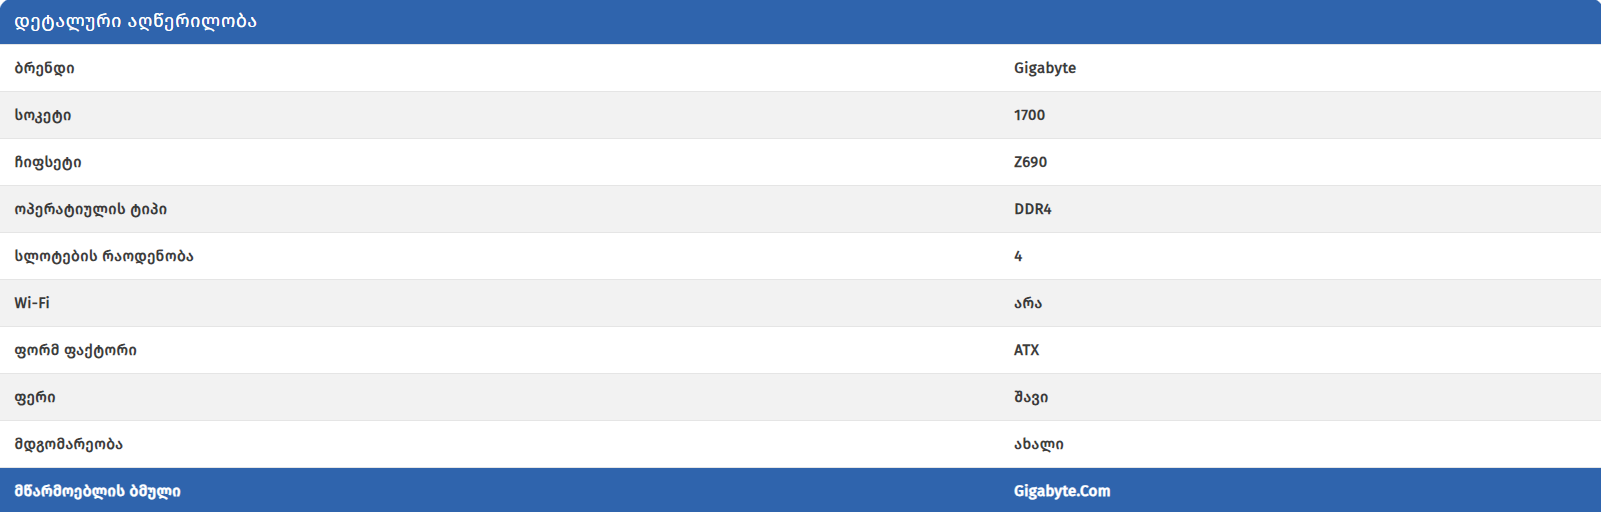 დეტალური აღწერილობა
ბრენდი Gigabyte
სოკეტი 1700
ჩიფსეტი Z690
ოპერატიულის ტიპი DDR4
სლოტების რაოდენობა 4
Wi-Fi არა
ფორმ ფაქტორი ATX
ფერი შავი
მდგომარეობა ახალი
მწარმოებლის ბმული Gigabyte.Com